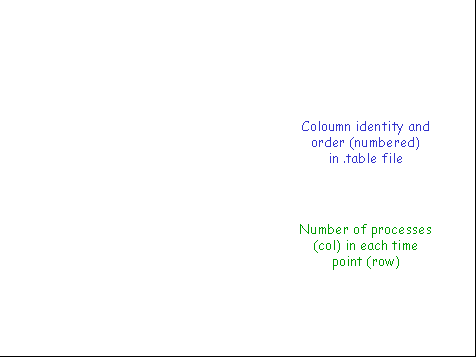 Coloumn identity and
order (numbered)
in .table file
Number of processes
(col) in each time
point (row)